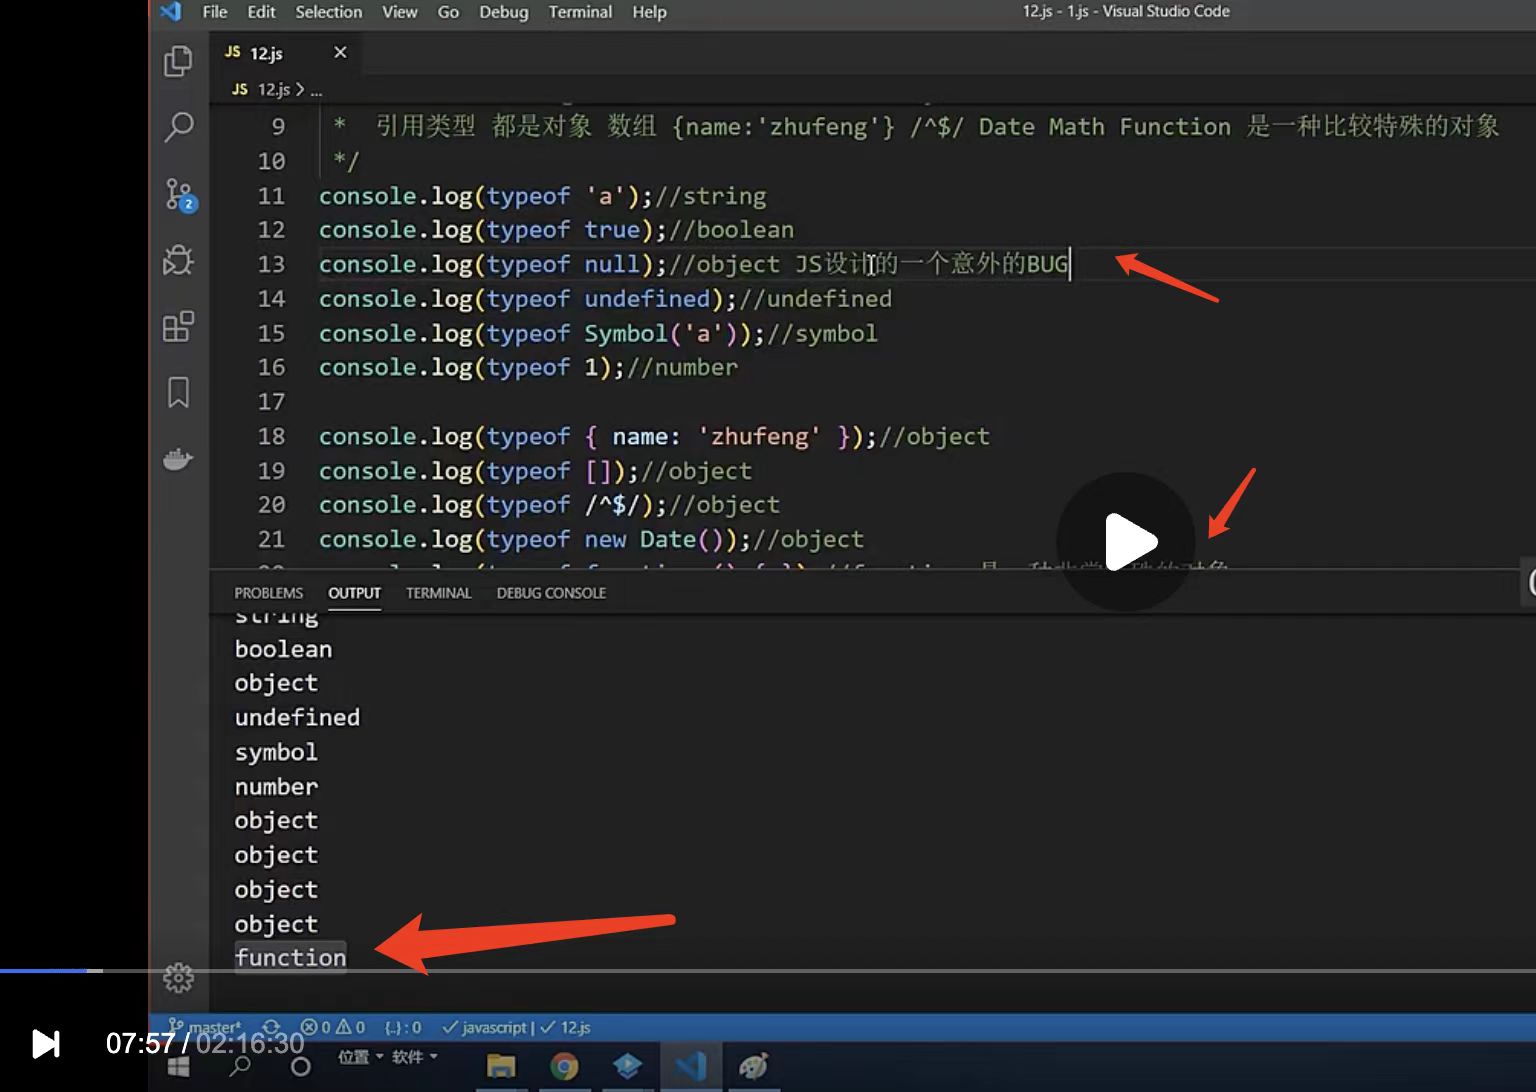 File Edit Selection View Go Debug Terminal Help
12.js - 1.js - Visual Studio Code
JS 12.js ×
JS 12.js > ...
9 * 引用类型 都是对象 数组 {name:'zhufeng'} /^$/ Date Math Function 是一种比较特殊的对象
10 */
11 console.log(typeof 'a');//string
12 console.log(typeof true);//boolean
13 console.log(typeof null);//object JS设计的一个意外的BUG
14 console.log(typeof undefined);//undefined
15 console.log(typeof Symbol('a'));//symbol
16 console.log(typeof 1);//number
17
18 console.log(typeof { name: 'zhufeng' });//object
19 console.log(typeof []);//object
20 console.log(typeof /^$/);//object
21 console.log(typeof new Date());//object
2
PROBLEMS OUTPUT TERMINAL DEBUG CONSOLE
string
boolean
object
undefined
symbol
number
object
object
object
object
function
master* 0 0 {..} : 0 ✓ javascript | ✓ 12.js
07:57 / 02:16:30
位置 软件